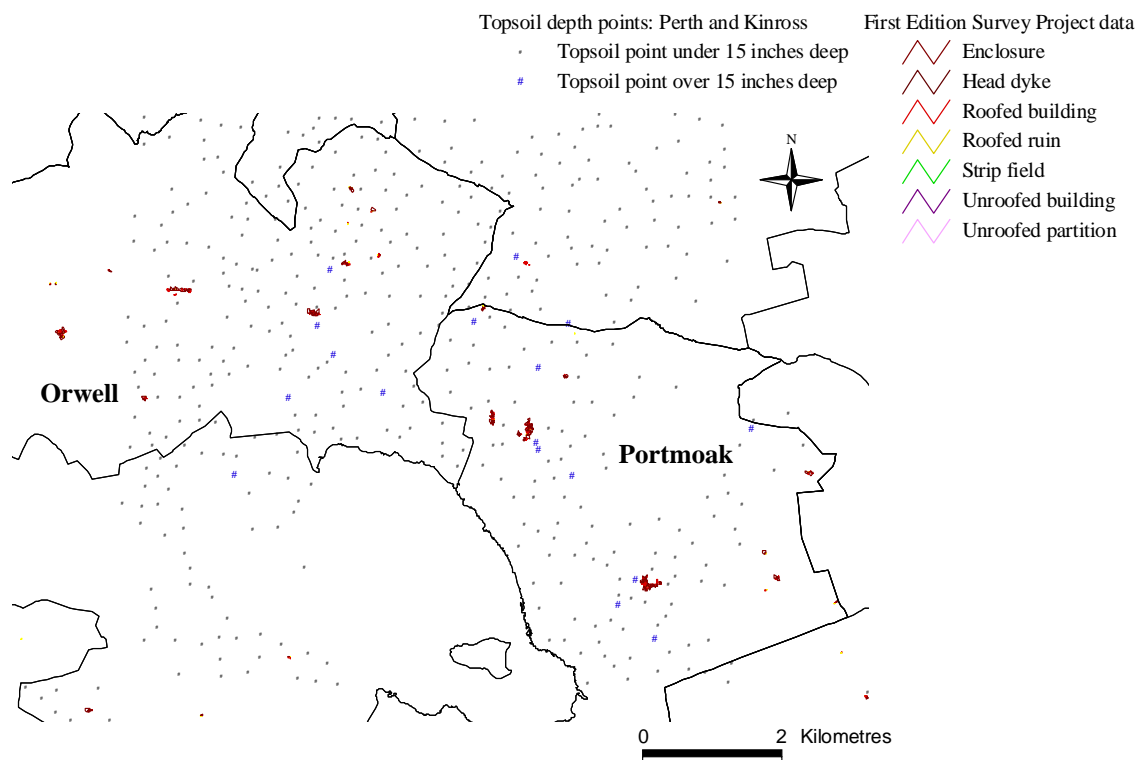 Topsoil depth points: Perth and Kinross
Topsoil point under 15 inches deep
# Topsoil point over 15 inches deep
First Edition Survey Project data
Enclosure
Head dyke
Roofed building
Roofed ruin
Strip field
Unroofed building
Unroofed partition
N
Orwell
Portmoak
0 2 Kilometres